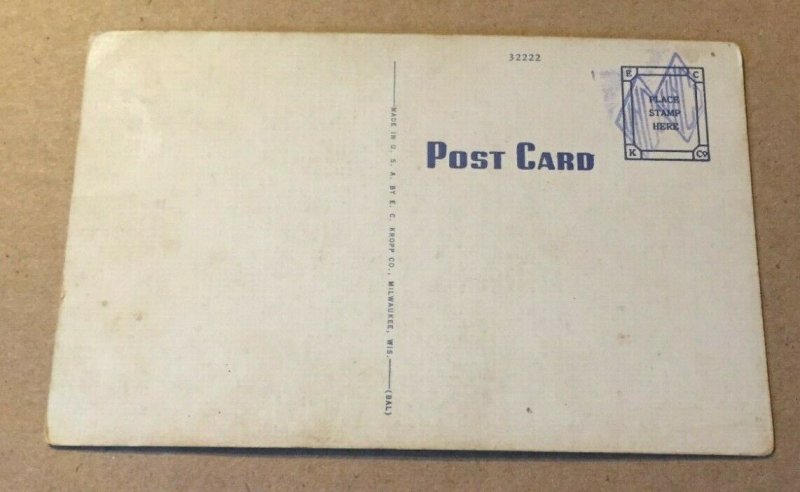 32222
E C
PLACE
STAMP
HERE
K Co
POST CARD
MADE IN U. S. A. BY E. C. KROPP CO., MILWAUKEE, WIS.—(BAL)